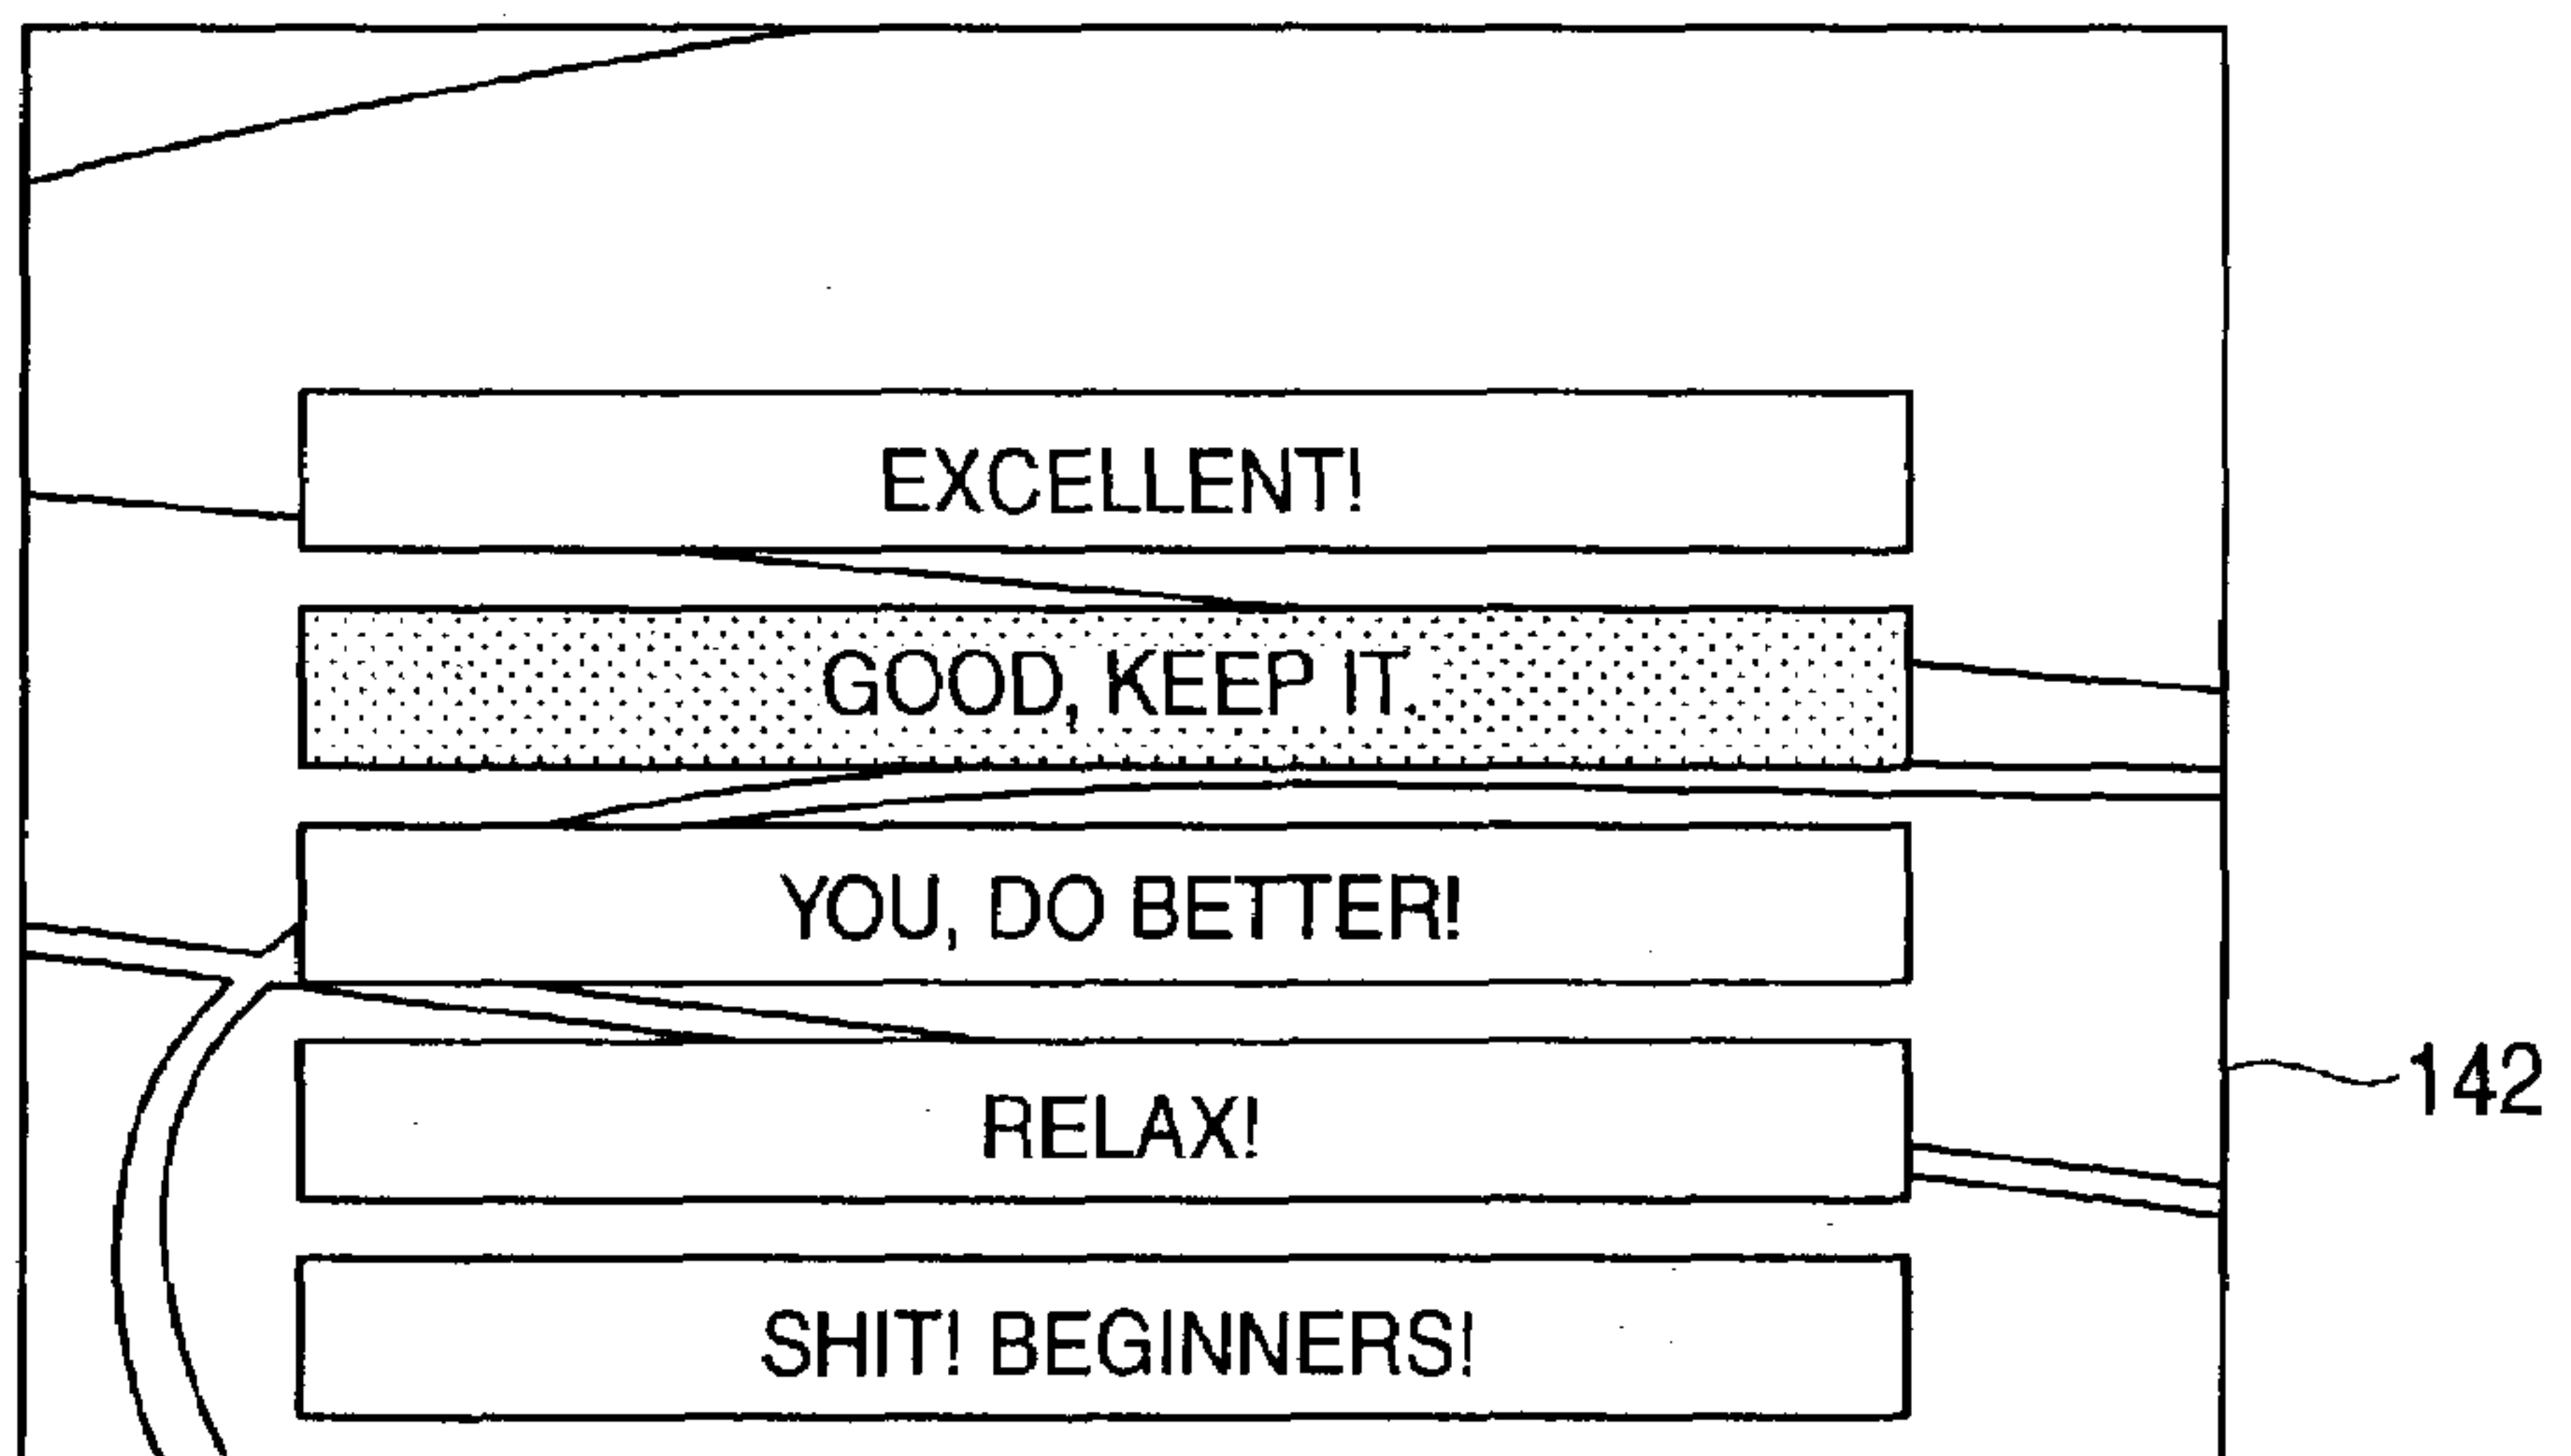 EXCELLENT!
GOOD, KEEP IT.
YOU, DO BETTER!
RELAX!
142
SHIT! BEGINNERS!